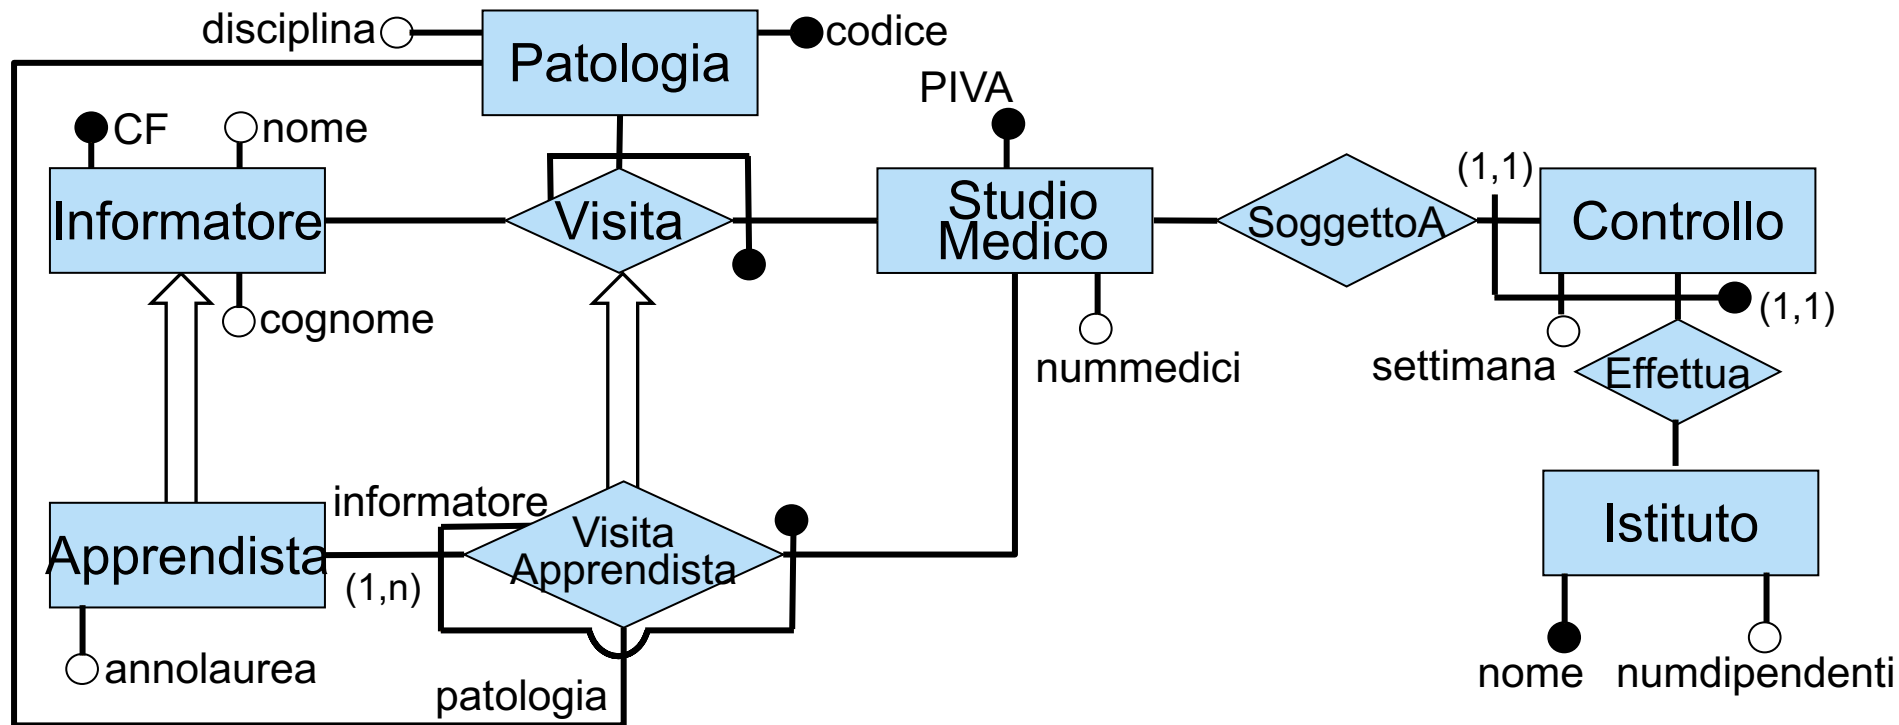 disciplina
codice
Patologia
PIVA
CF
nome
Informatore
Visita
Studio
Medico
SoggettoA
(1,1)
Controllo
cognome
nummedici
settimana
(1,1)
Effettua
informatore
Apprendista
(1,n)
Visita
Apprendista
Istituto
annolaurea
patologia
nome
numdipendenti